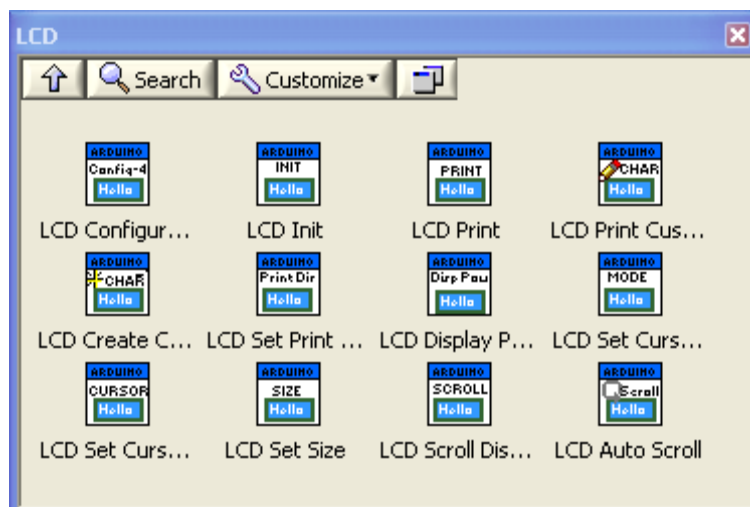 LCD
Search Customize
ARDUINO ARDUINO ARDUINO ARDUINO
Config-4 INIT PRINT CHAR
Hello Hello Hello Hello
LCD Configur... LCD Init LCD Print LCD Print Cus...
ARDUINO ARDUINO ARDUINO ARDUINO
CHAR Print Dir Disp Pow MODE
Hello Hello Hello Hello
LCD Create C... LCD Set Print ... LCD Display P... LCD Set Curs...
ARDUINO ARDUINO ARDUINO ARDUINO
CURSOR SIZE SCROLL Scroll
Hello Hello Hello Hello
LCD Set Curs... LCD Set Size LCD Scroll Dis... LCD Auto Scroll